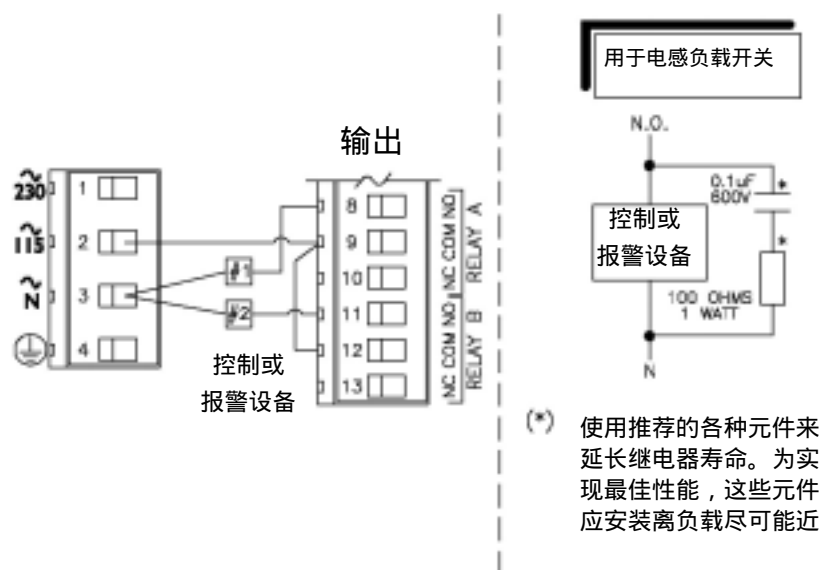 用于电感负载开关
输出
230
115
N
1
2
3
4
8
9
10
11
12
13
#1
#2
NC COM NO
RELAY A
NC COM NO
RELAY B
控制或
报警设备
N.O.
0.1uF
600V
*
*
控制或
报警设备
100 OHMS
1 WATT
N
(*)
使用推荐的各种元件来
延长继电器寿命。为实
现最佳性能，这些元件
应安装离负载尽可能近